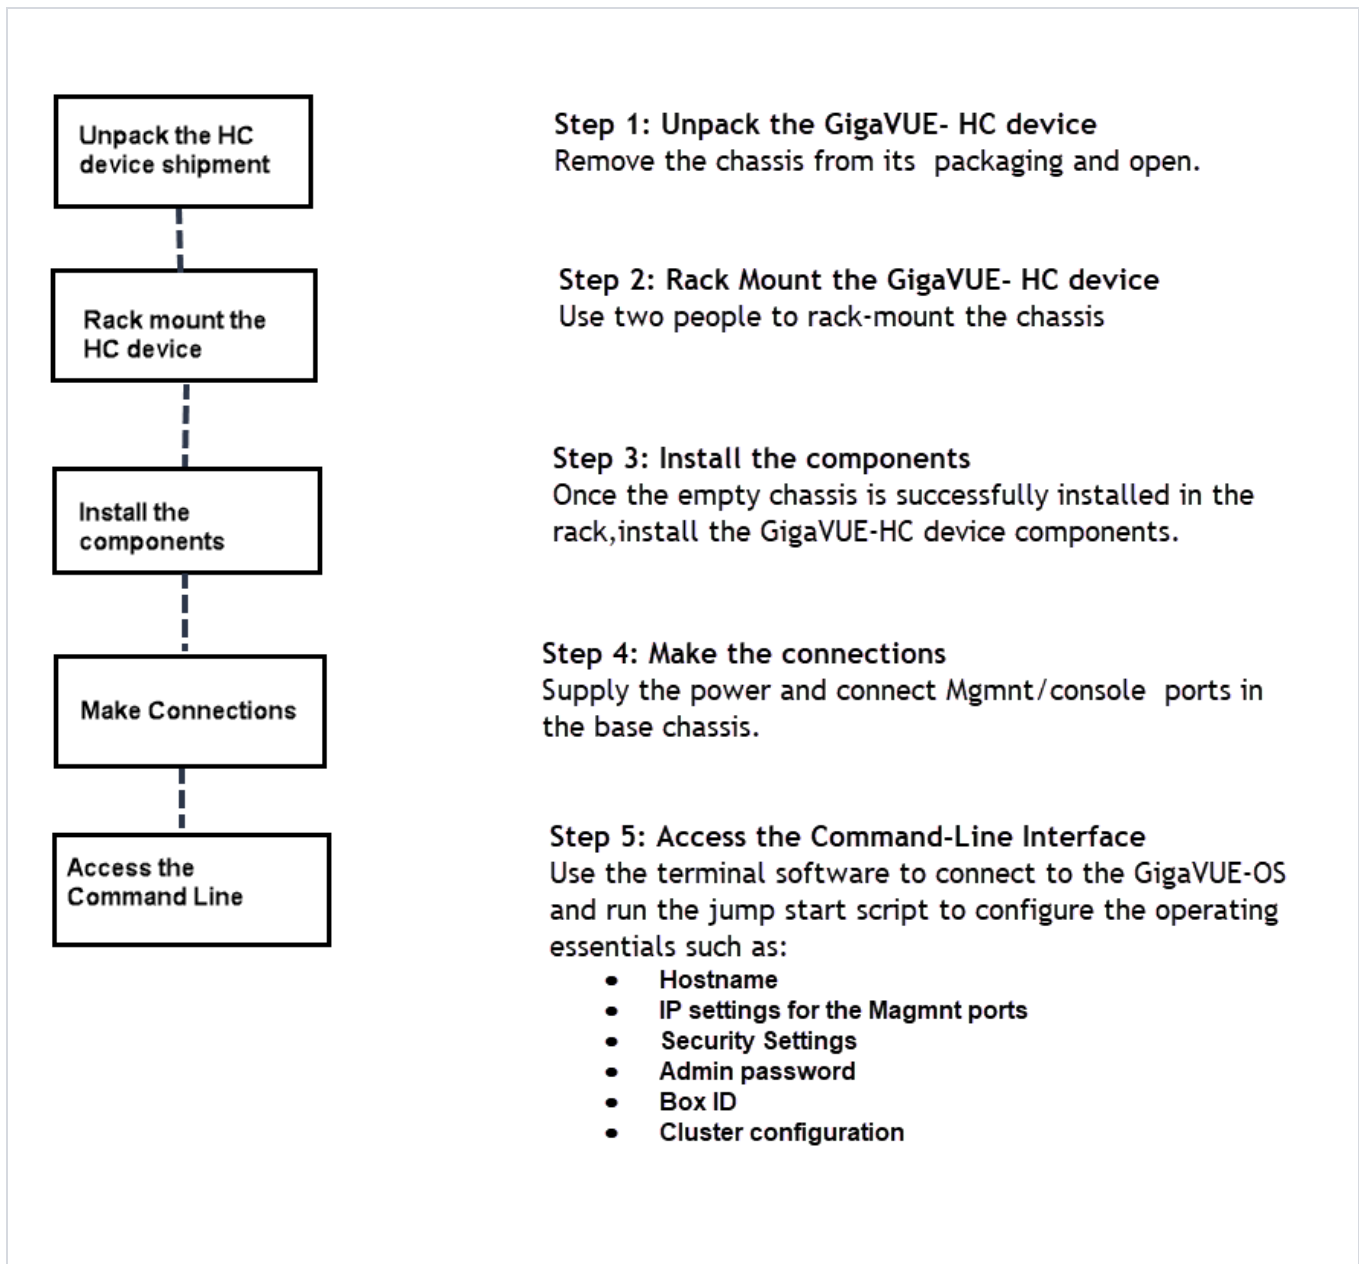 Unpack the HC
device shipment
Step 1: Unpack the GigaVUE- HC device
Remove the chassis from its  packaging and open.
Rack mount the
HC device
Step 2: Rack Mount the GigaVUE- HC device
Use two people to rack-mount the chassis
Install the
components
Step 3: Install the components
Once the empty chassis is successfully installed in the
rack,install the GigaVUE-HC device components.
Make Connections
Step 4: Make the connections
Supply the power and connect Mgmnt/console  ports in
the base chassis.
Access the
Command Line
Step 5: Access the Command-Line Interface
Use the terminal software to connect to the GigaVUE-OS
and run the jump start script to configure the operating
essentials such as:
• Hostname
• IP settings for the Magmnt ports
• Security Settings
• Admin password
• Box ID
• Cluster configuration